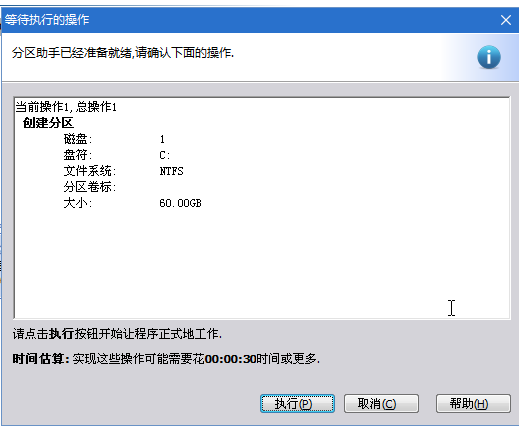 等待执行的操作
分区助手已经准备就绪,请确认下面的操作.
当前操作1, 总操作1
创建分区
磁盘: 1
盘符: C:
文件系统: NTFS
分区卷标:
大小: 60.00GB
请点击执行按钮开始让程序正式地工作.
时间估算: 实现这些操作可能需要花00:00:30时间或更多.
执行(P) 取消(C) 帮助(H)